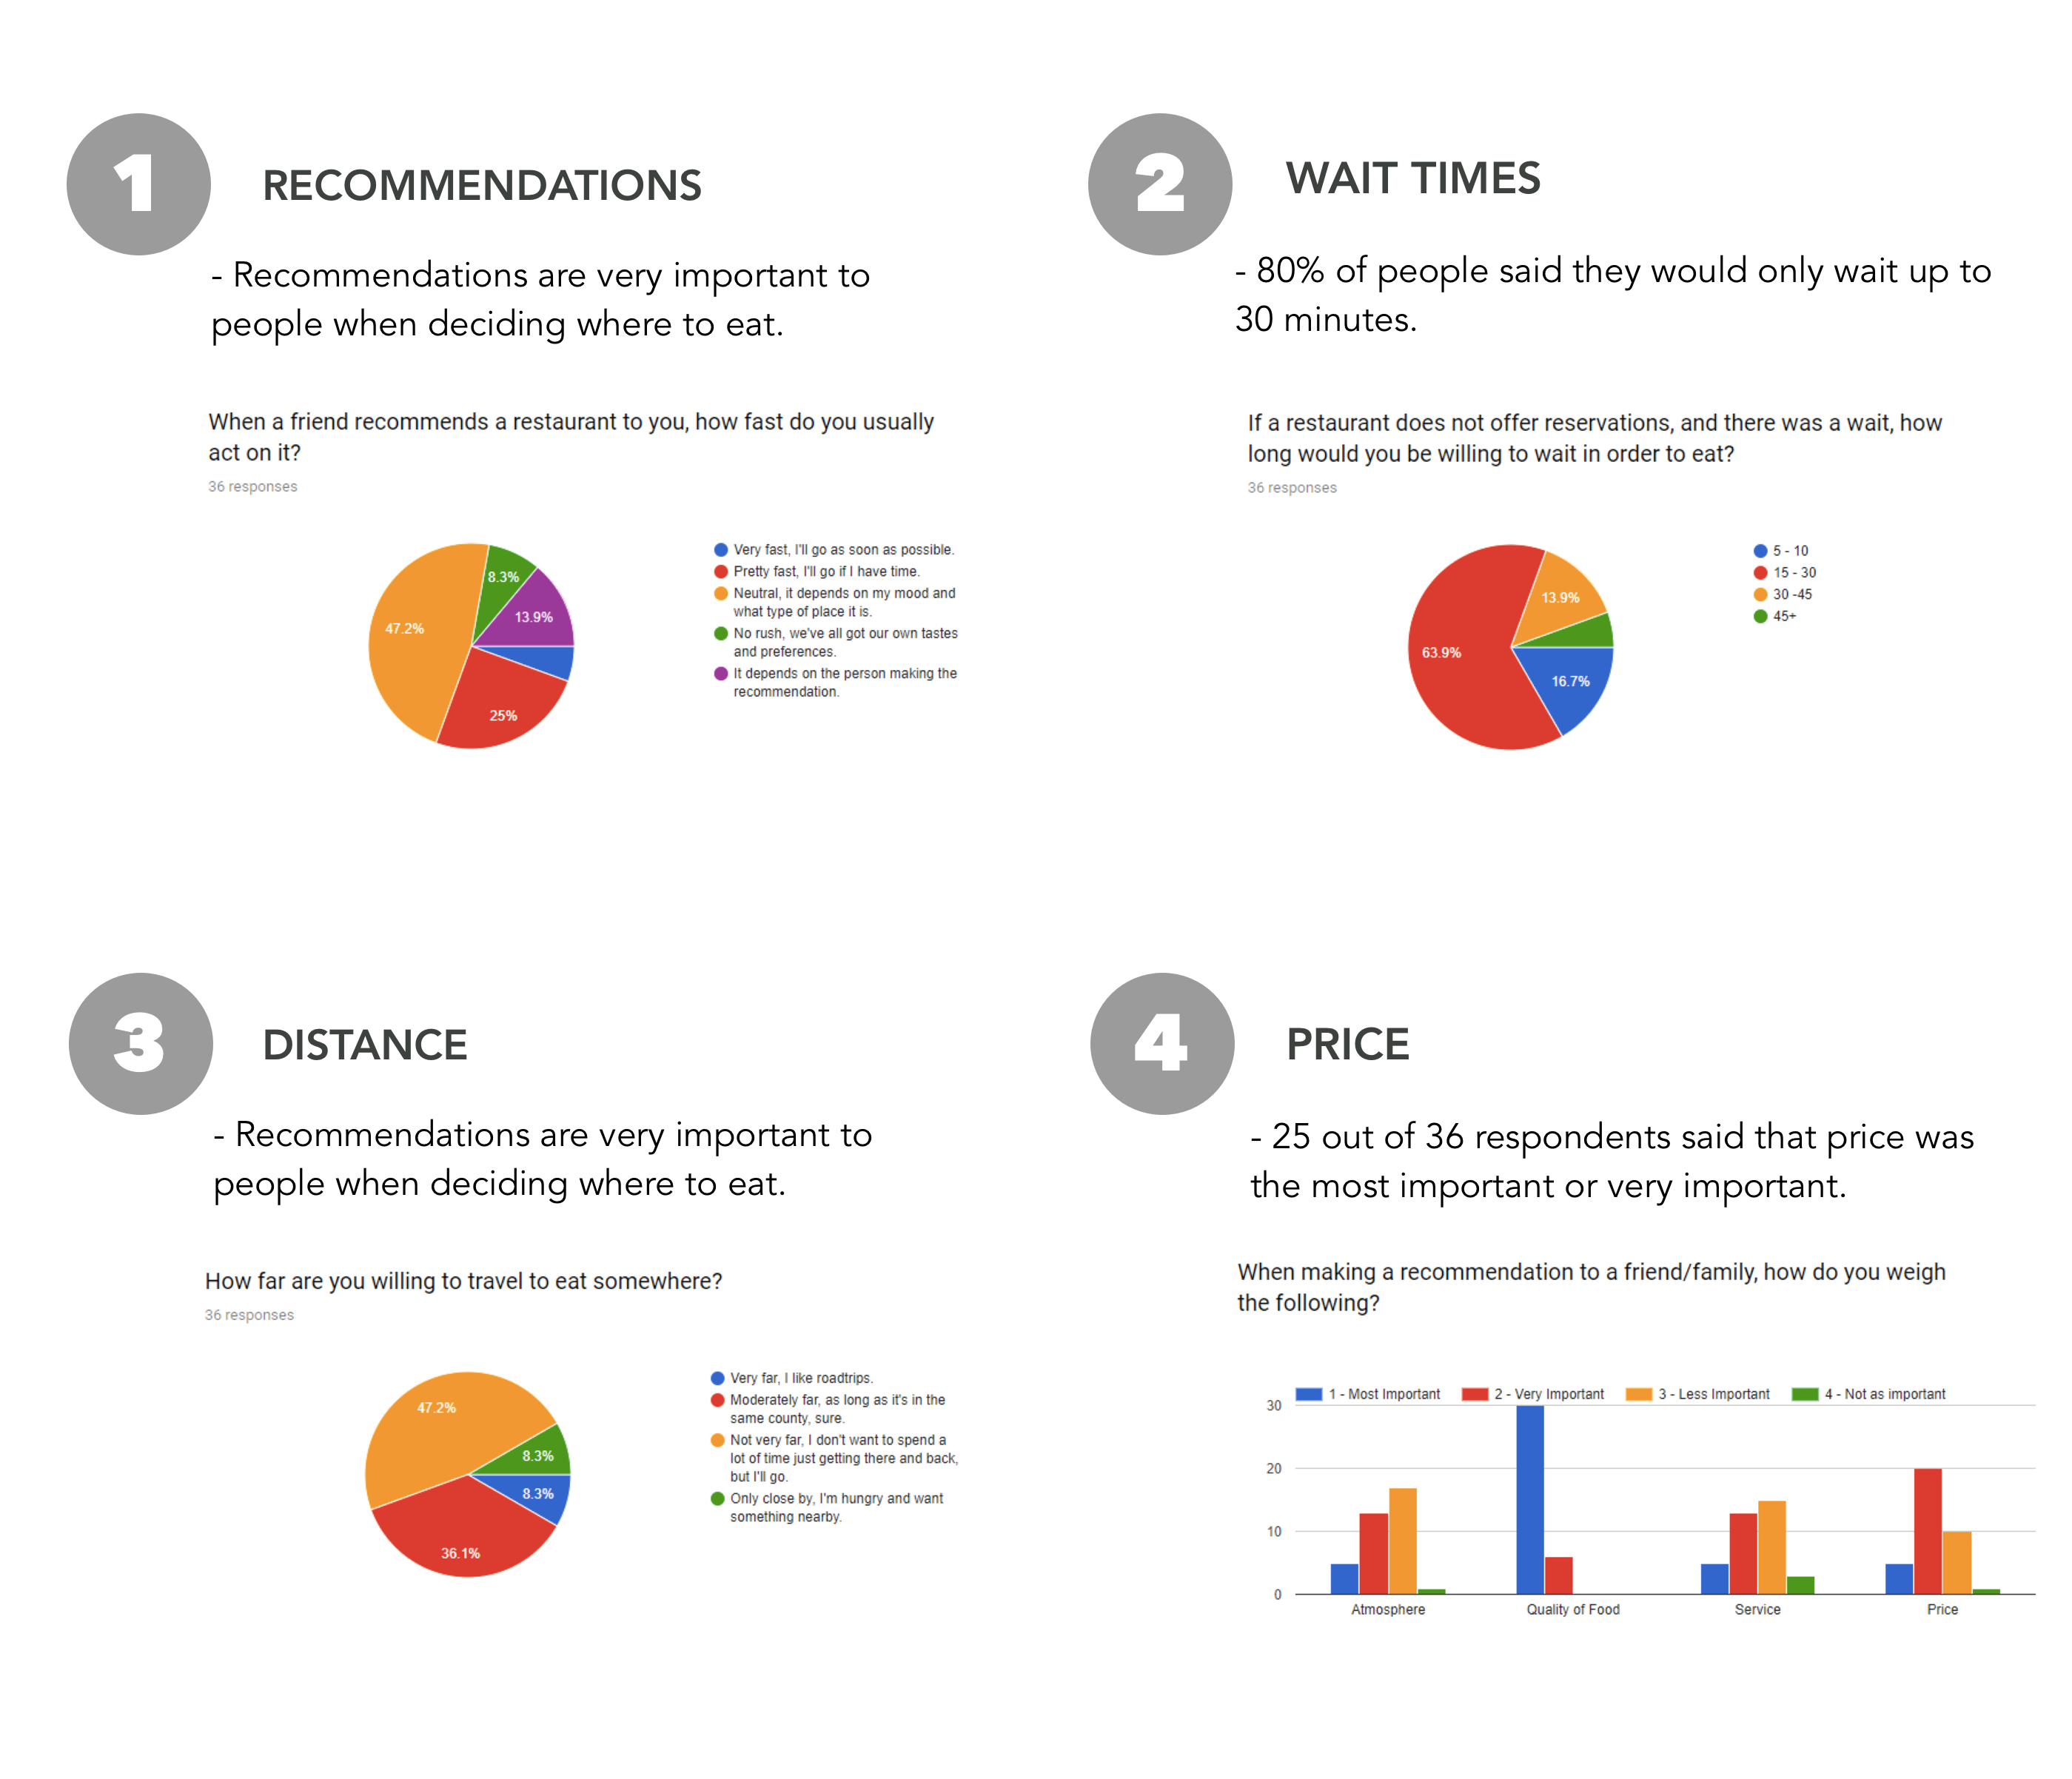 1
RECOMMENDATIONS
- Recommendations are very important to
people when deciding where to eat.
When a friend recommends a restaurant to you, how fast do you usually
act on it?
36 responses
47.2%
8.3%
13.9%
25%
Very fast, I'll go as soon as possible.
Pretty fast, I'll go if I have time.
Neutral, it depends on my mood and
what type of place it is.
No rush, we've all got our own tastes
and preferences.
It depends on the person making the
recommendation.
2
WAIT TIMES
- 80% of people said they would only wait up to
30 minutes.
If a restaurant does not offer reservations, and there was a wait, how
long would you be willing to wait in order to eat?
36 responses
13.9%
63.9%
16.7%
5 - 10
15 - 30
30 -45
45+
3
DISTANCE
- Recommendations are very important to
people when deciding where to eat.
How far are you willing to travel to eat somewhere?
36 responses
47.2%
8.3%
8.3%
36.1%
Very far, I like roadtrips.
Moderately far, as long as it's in the
same county, sure.
Not very far, I don't want to spend a
lot of time just getting there and back,
but I'll go.
Only close by, I'm hungry and want
something nearby.
4
PRICE
- 25 out of 36 respondents said that price was
the most important or very important.
When making a recommendation to a friend/family, how do you weigh
the following?
1 - Most Important 2 - Very Important 3 - Less Important 4 - Not as important
30
20
10
0
Atmosphere Quality of Food Service Price